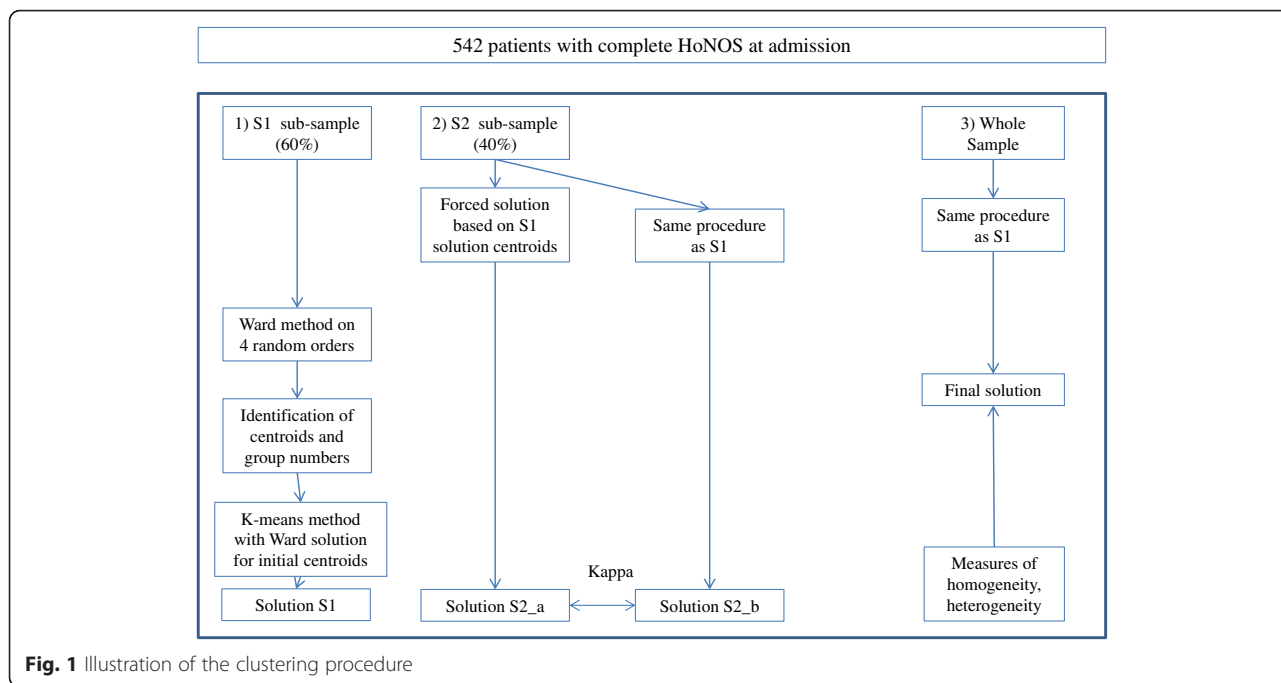 542 patients with complete HoNOS at admission
1) S1 sub-sample
(60%)
2) S2 sub-sample
(40%)
3) Whole
Sample
Forced solution
based on S1
solution centroids
Same procedure
as S1
Same procedure
as S1
Ward method on
4 random orders
Identification of
centroids and
group numbers
K-means method
with Ward solution
for initial centroids
Solution S1
Solution S2_a
Kappa
Solution S2_b
Final solution
Measures of
homogeneity,
heterogeneity
Fig. 1 Illustration of the clustering procedure